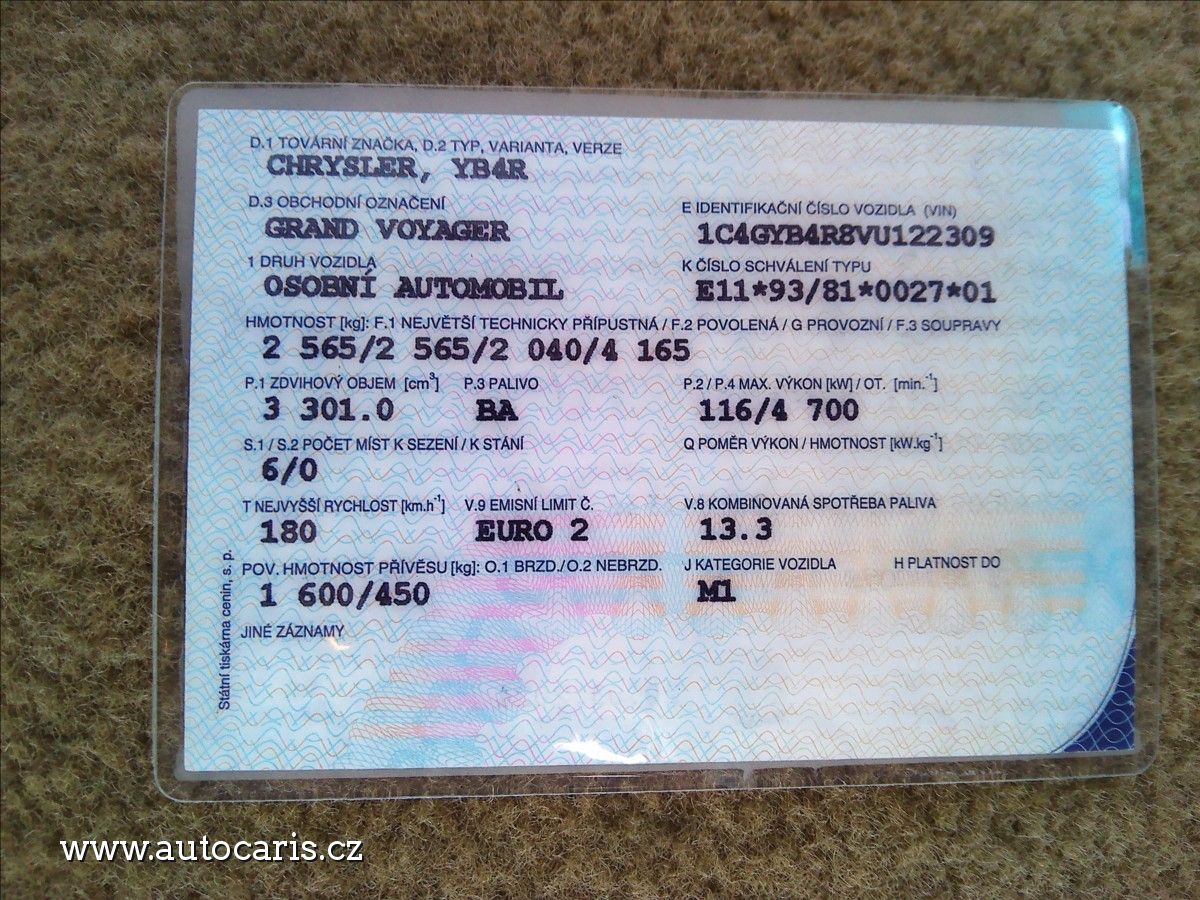 D.1 TOVÁRNÍ ZNAČKA, D.2 TYP, VARIANTA, VERZE
CHRYSLER, YB4R
D.3 OBCHODNÍ OZNAČENÍ
GRAND VOYAGER
E IDENTIFIKAČNÍ ČÍSLO VOZIDLA (VIN)
1C4GYB4R8VU122309
1 DRUH VOZIDLA
OSOBNÍ AUTOMOBIL
K ČÍSLO SCHVÁLENÍ TYPU
E11*93/81*0027*01
HMOTNOST [kg]: F.1 NEJVĚTŠÍ TECHNICKY PŘÍPUSTNÁ / F.2 POVOLENÁ / G PROVOZNÍ / F.3 SOUPRAVY
2 565/2 565/2 040/4 165
P.1 ZDVIHOVÝ OBJEM [cm³] P.3 PALIVO P.2 / P.4 MAX. VÝKON [kW] / OT. [min.⁻¹]
3 301.0 BA 116/4 700
S.1 / S.2 POČET MÍST K SEZENÍ / K STÁNÍ Q POMĚR VÝKON / HMOTNOST [kW.kg⁻¹]
6/0
T NEJVYŠŠÍ RYCHLOST [km.h⁻¹] V.9 EMISNÍ LIMIT Č. V.8 KOMBINOVANÁ SPOTŘEBA PALIVA
180 EURO 2 13.3
POV. HMOTNOST PŘÍVĚSU [kg]: O.1 BRZD./O.2 NEBRZD. J KATEGORIE VOZIDLA H PLATNOST DO
1 600/450 M1
JINÉ ZÁZNAMY
Státní tiskárna cenin, s. p.
www.autocaris.cz